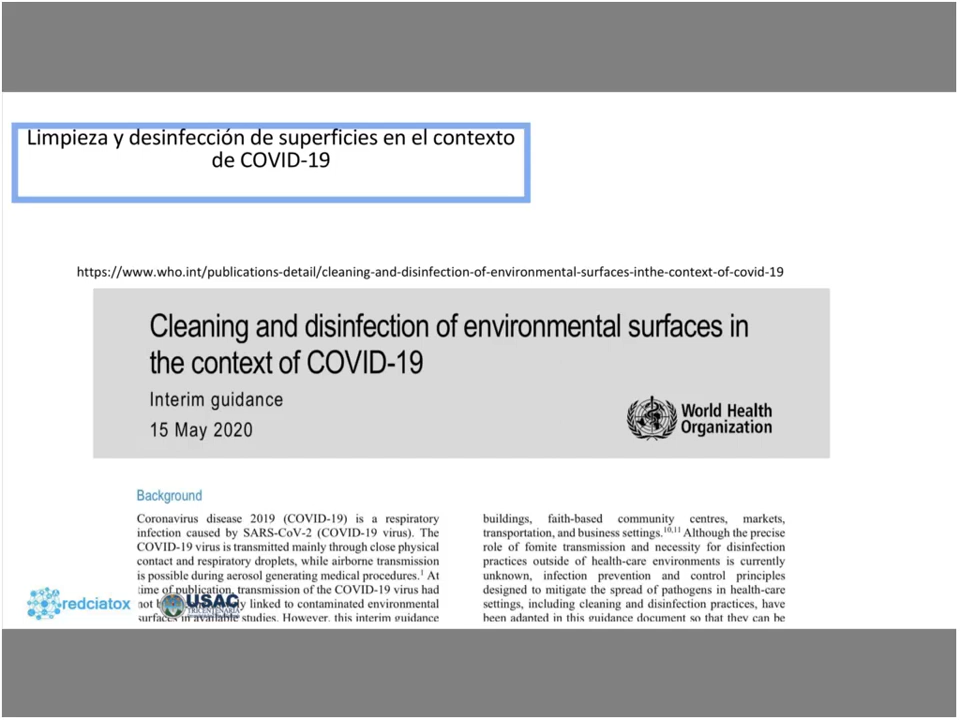 Limpieza y desinfección de superficies en el contexto
de COVID-19
https://www.who.int/publications-detail/cleaning-and-disinfection-of-environmental-surfaces-inthe-context-of-covid-19
Cleaning and disinfection of environmental surfaces in
the context of COVID-19
Interim guidance
15 May 2020
World Health
Organization
Background
Coronavirus disease 2019 (COVID-19) is a respiratory
infection caused by SARS-CoV-2 (COVID-19 virus). The
COVID-19 virus is transmitted mainly through close physical
contact and respiratory droplets, while airborne transmission
is possible during aerosol generating medical procedures.1 At
time of publication, transmission of the COVID-19 virus had
not linked to contaminated environmental
surfaces in available studies. However, this interim guidance
buildings, faith-based community centres, markets,
transportation, and business settings.10,11 Although the precise
role of fomite transmission and necessity for disinfection
practices outside of health-care environments is currently
unknown, infection prevention and control principles
designed to mitigate the spread of pathogens in health-care
settings, including cleaning and disinfection practices, have
been adapted in this guidance document so that they can be
redciatox
USAC
TRICENTENARIA